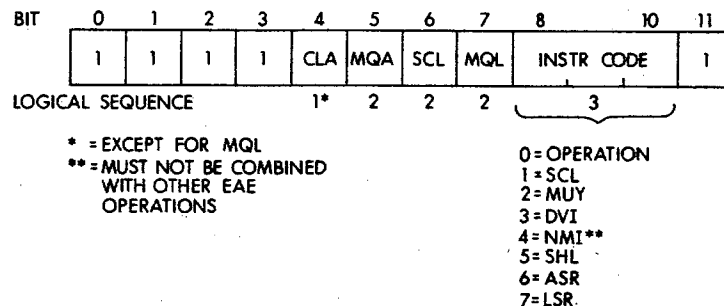 BIT 0 1 2 3 4 5 6 7 8 10 11
1 1 1 1 CLA MQA SCL MQL INSTR CODE 1
LOGICAL SEQUENCE 1* 2 2 2 3
* = EXCEPT FOR MQL
** = MUST NOT BE COMBINED
WITH OTHER EAE
OPERATIONS
0 = OPERATION
1 = SCL
2 = MUY
3 = DVI
4 = NMI**
5 = SHL
6 = ASR
7 = LSR